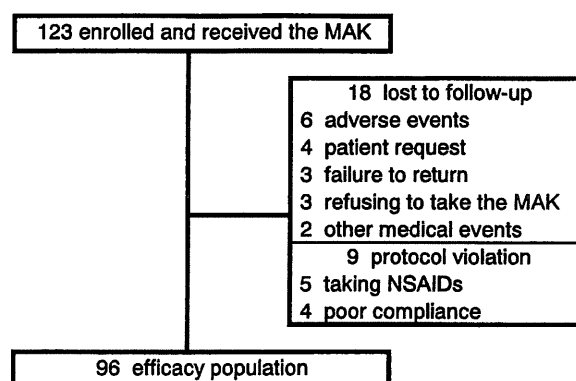 123 enrolled and received the MAK
18 lost to follow-up
6 adverse events
4 patient request
3 failure to return
3 refusing to take the MAK
2 other medical events
9 protocol violation
5 taking NSAIDs
4 poor compliance
96 efficacy population